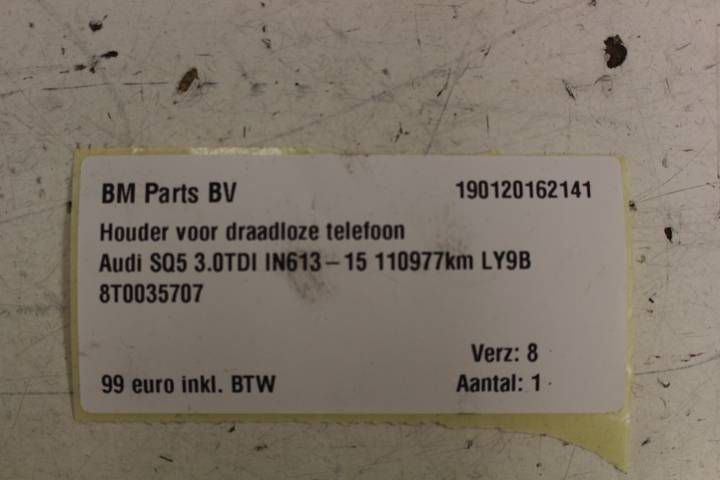 BM Parts BV 190120162141
Houder voor draadloze telefoon
Audi SQ5 3.0TDI IN613-15 110977km LY9B
8T0035707
Verz: 8
99 euro inkl. BTW Aantal: 1